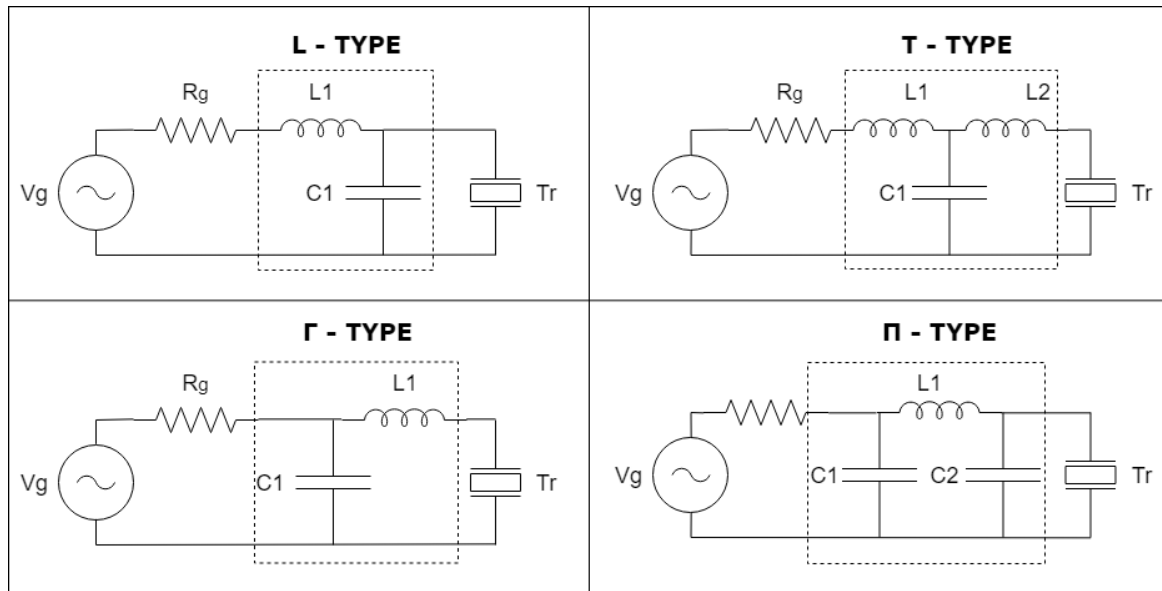 L - TYPE
Rg
L1
Vg
C1
Tr
T - TYPE
Rg
L1
L2
Vg
C1
Tr
Γ - TYPE
Rg
L1
Vg
C1
Tr
Π - TYPE
L1
Vg
C1
C2
Tr